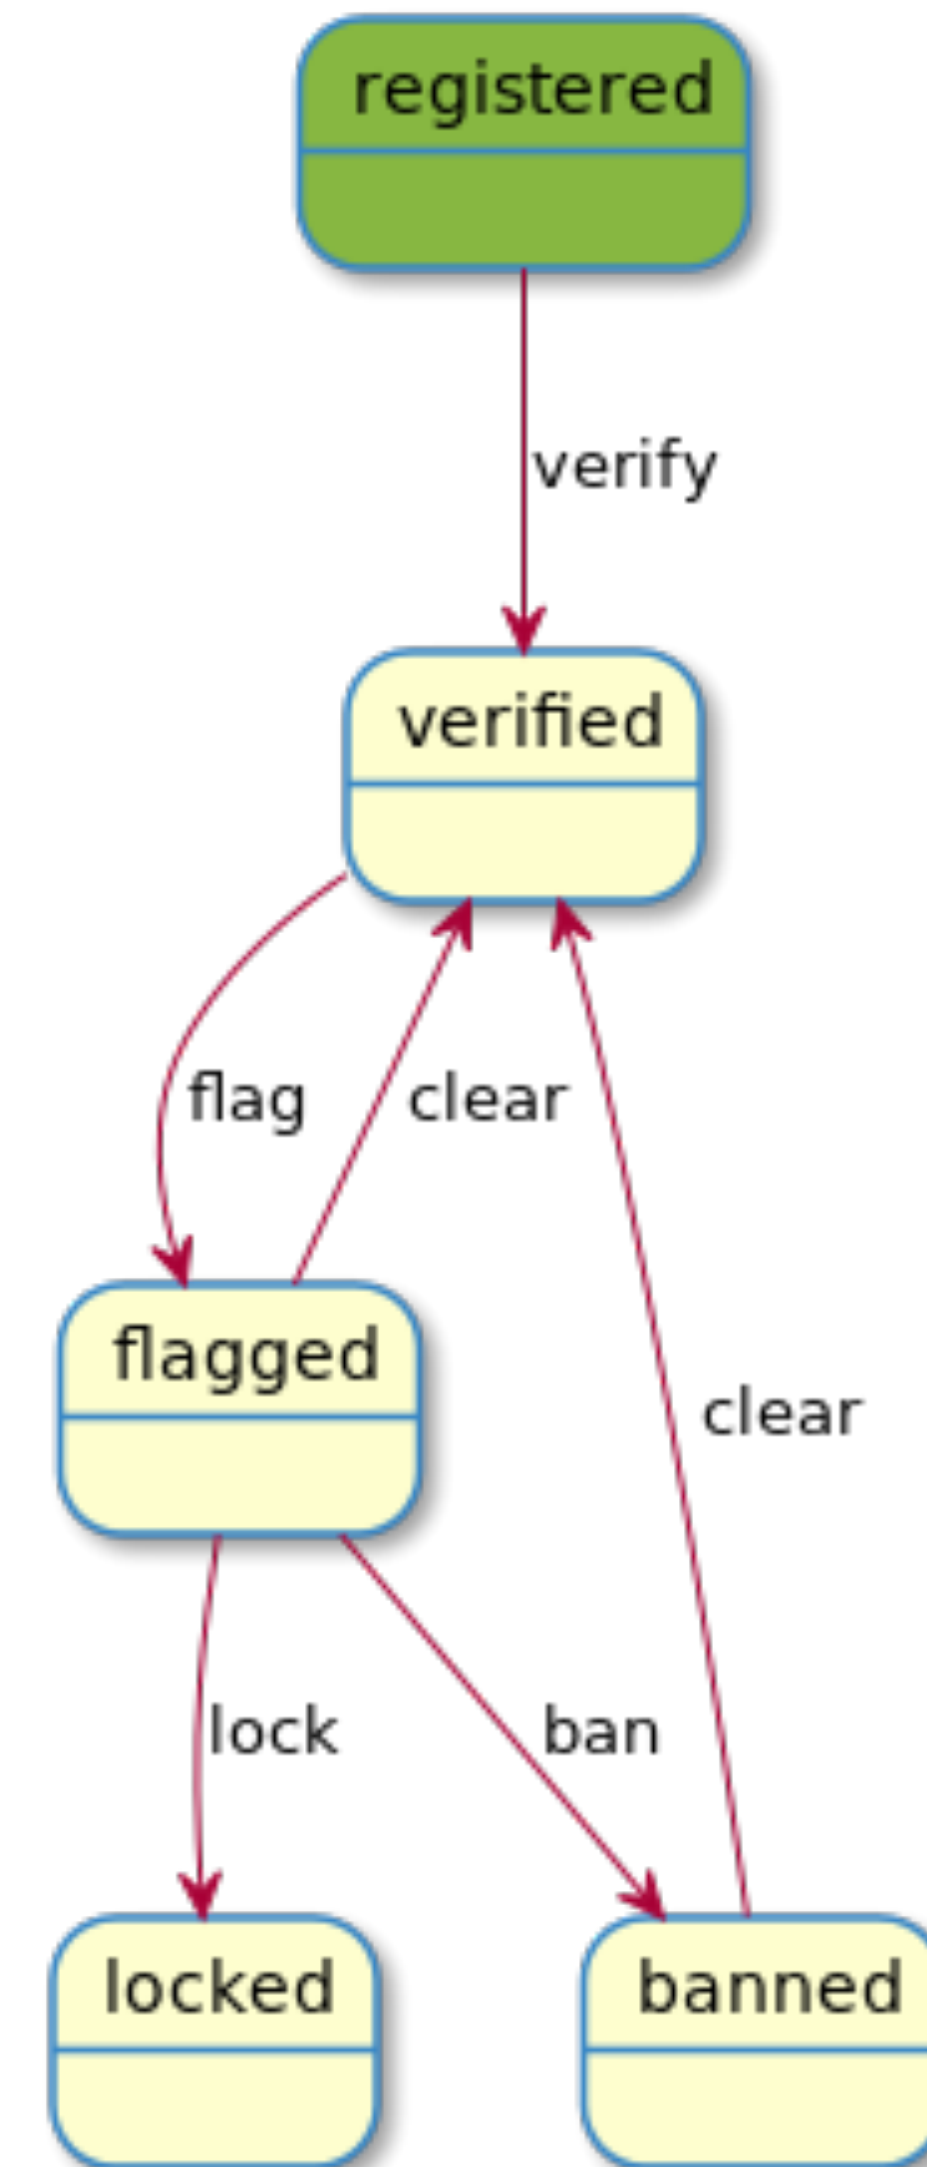 registered
verify
verified
flag
clear
flagged
clear
lock
ban
locked
banned